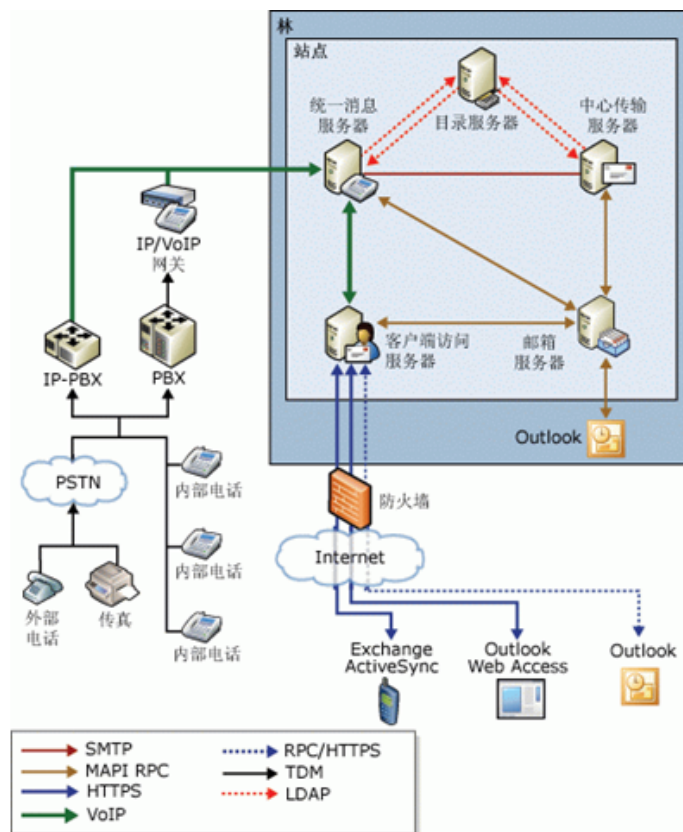 林
站点
统一消息
服务器
目录服务器
中心传输
服务器
IP/VoIP
网关
IP-PBX
PBX
客户端访问
服务器
邮箱
服务器
Outlook
PSTN
内部电话
内部电话
内部电话
外部
电话
传真
防火墙
Internet
Exchange
ActiveSync
Outlook
Web Access
Outlook
SMTP
MAPI RPC
HTTPS
VoIP
RPC/HTTPS
TDM
LDAP